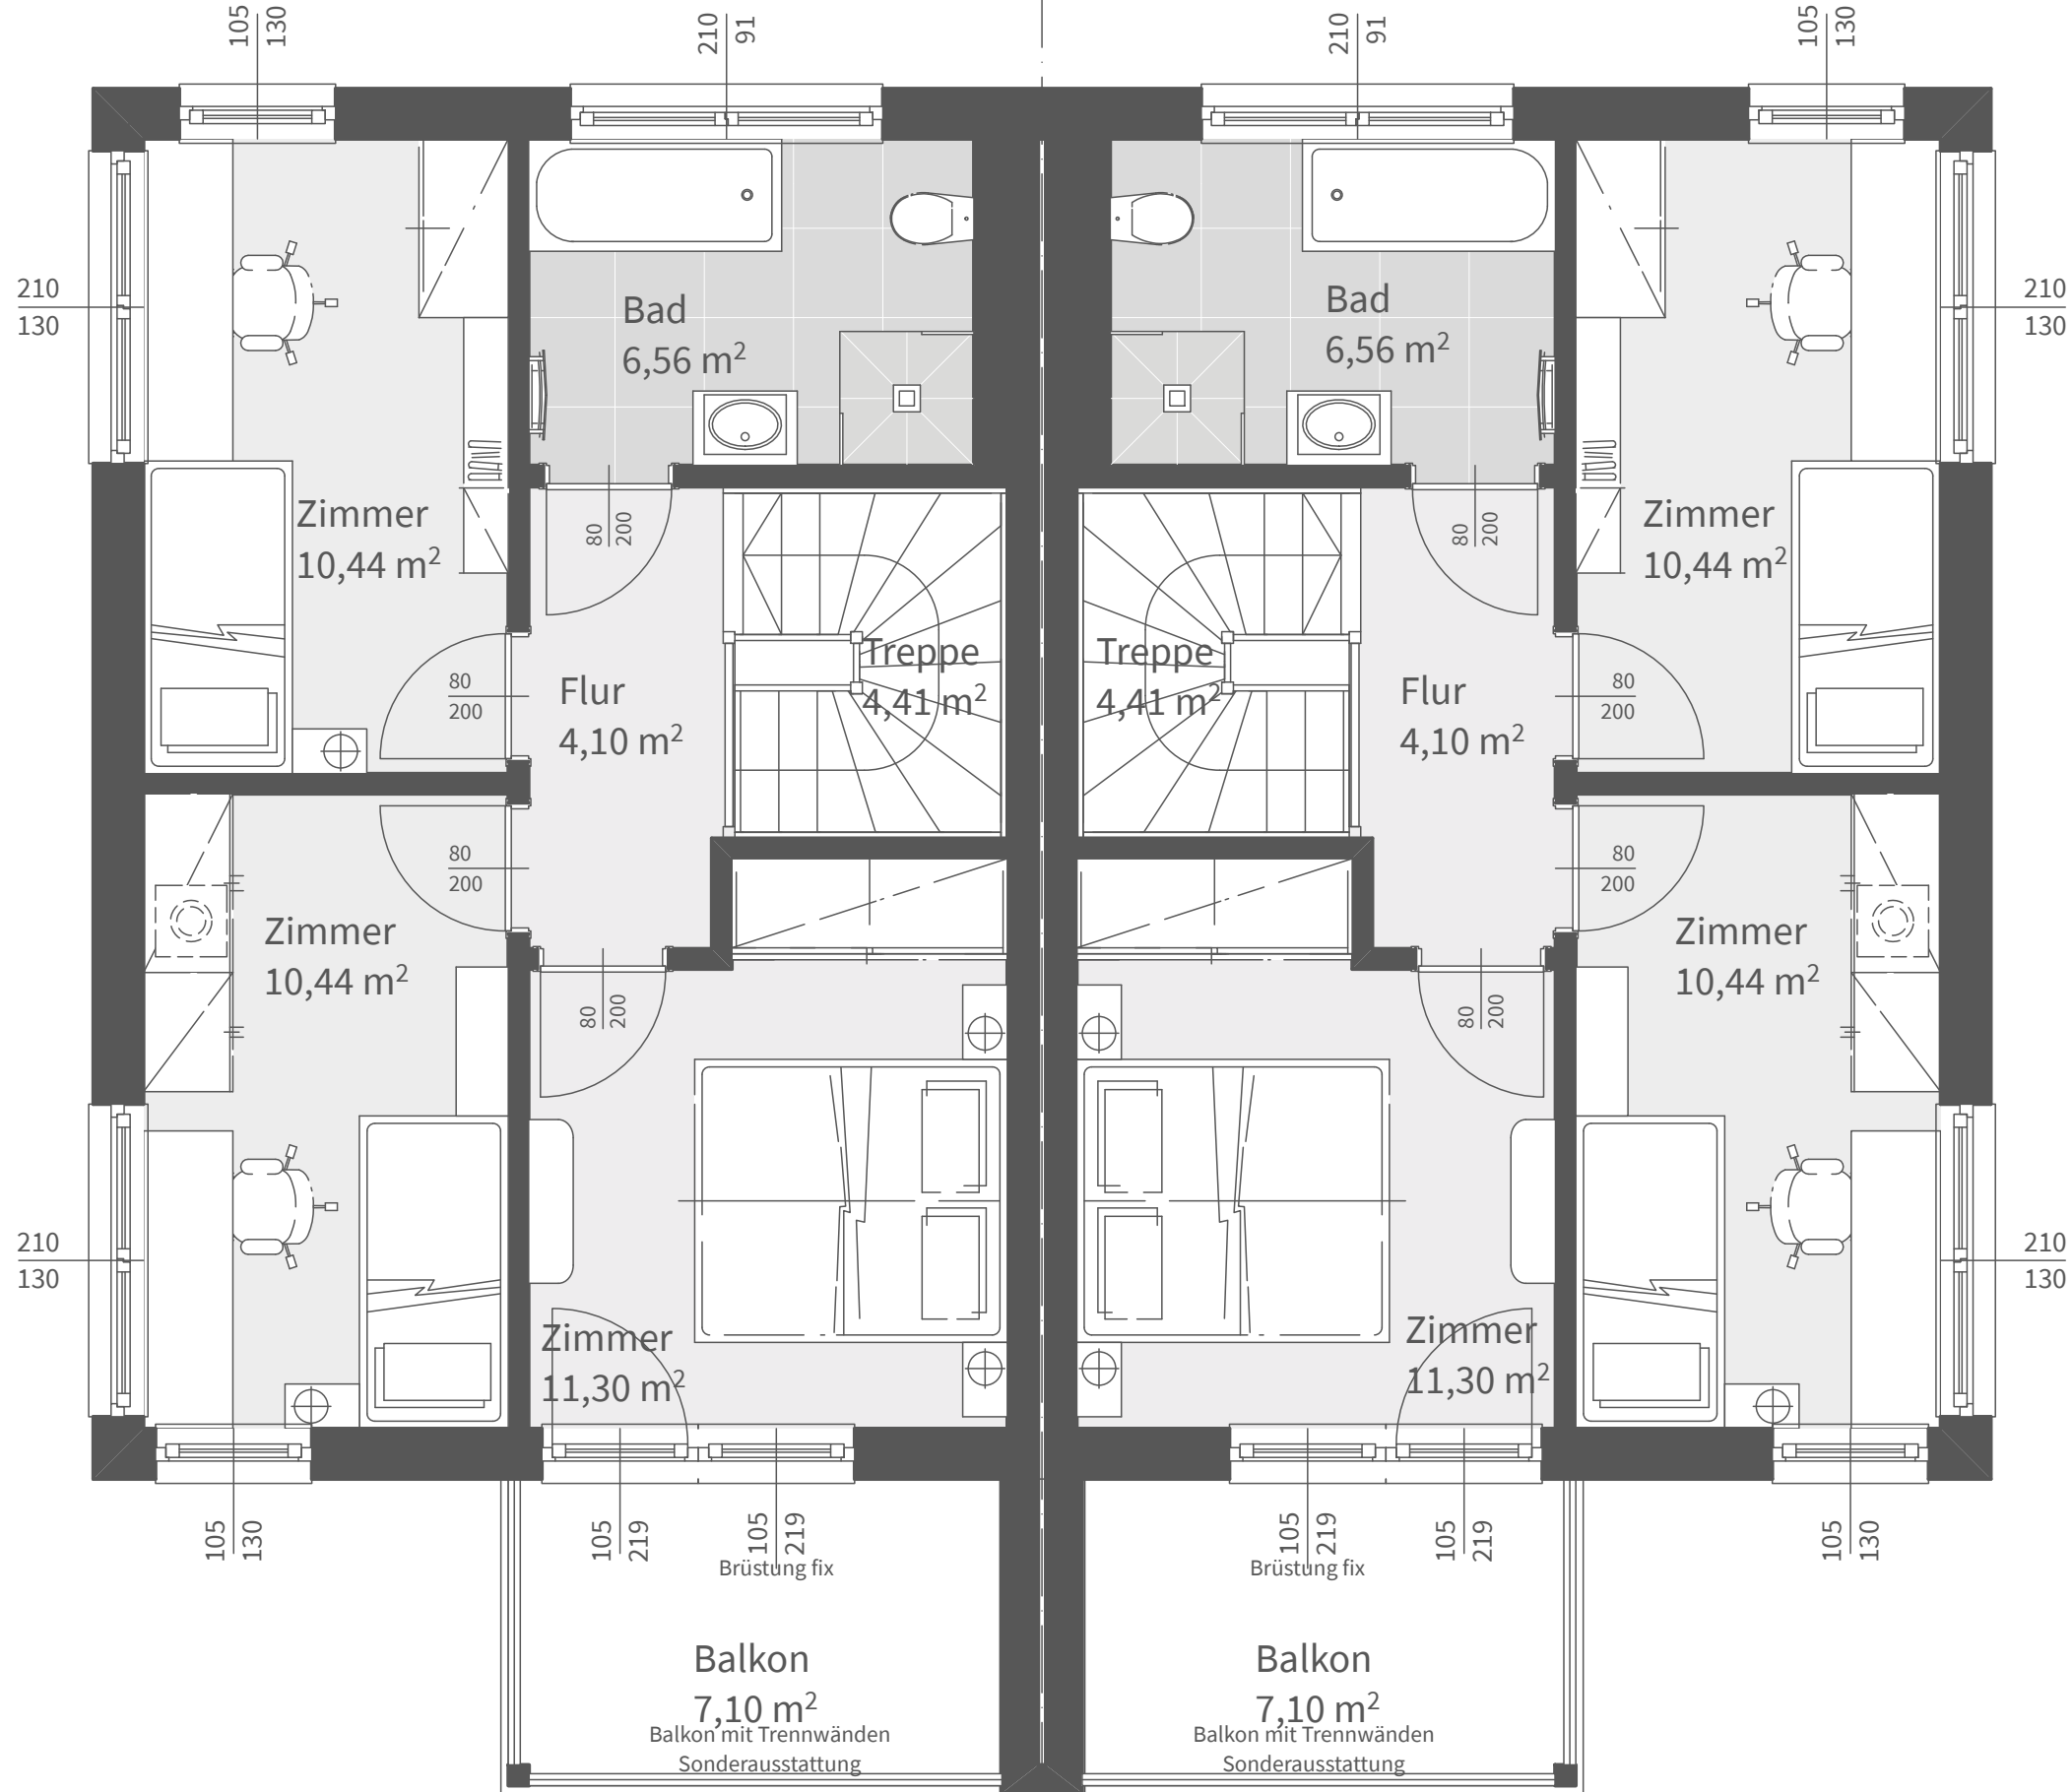 105
130
210
91
210
91
105
130
210
130
Bad
6,56 m²
Bad
6,56 m²
210
130
Zimmer
10,44 m²
80
200
80
200
Zimmer
10,44 m²
80
200
Flur
4,10 m²
Treppe
4,41 m²
Treppe
4,41 m²
Flur
4,10 m²
80
200
80
200
80
200
Zimmer
10,44 m²
80
200
80
200
Zimmer
10,44 m²
210
130
Zimmer
11,30 m²
Zimmer
11,30 m²
210
130
105
130
105
219
105
219
105
219
105
219
105
130
Brüstung fix
Brüstung fix
Balkon
7,10 m²
Balkon mit Trennwänden
Sonderausstattung
Balkon
7,10 m²
Balkon mit Trennwänden
Sonderausstattung